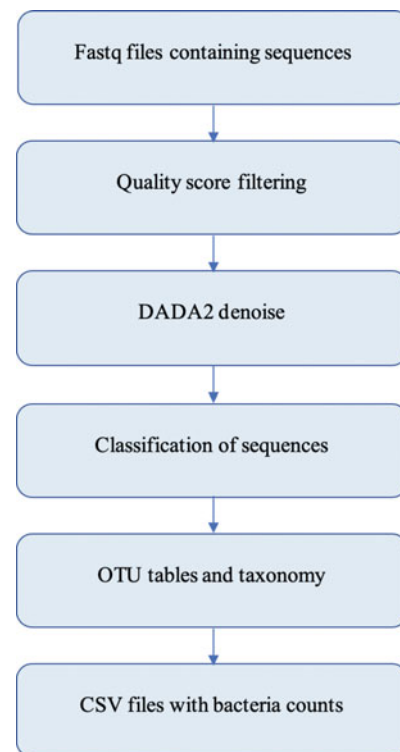 Fastq files containing sequences
Quality score filtering
DADA2 denoise
Classification of sequences
OTU tables and taxonomy
CSV files with bacteria counts